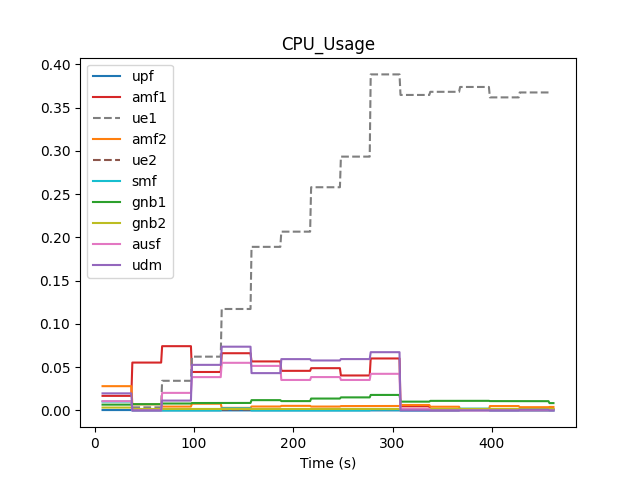 CPU_Usage
0.40
0.35
0.30
0.25
0.20
0.15
0.10
0.05
0.00
upf
amf1
ue1
amf2
ue2
smf
gnb1
gnb2
ausf
udm
0 100 200 300 400
Time (s)